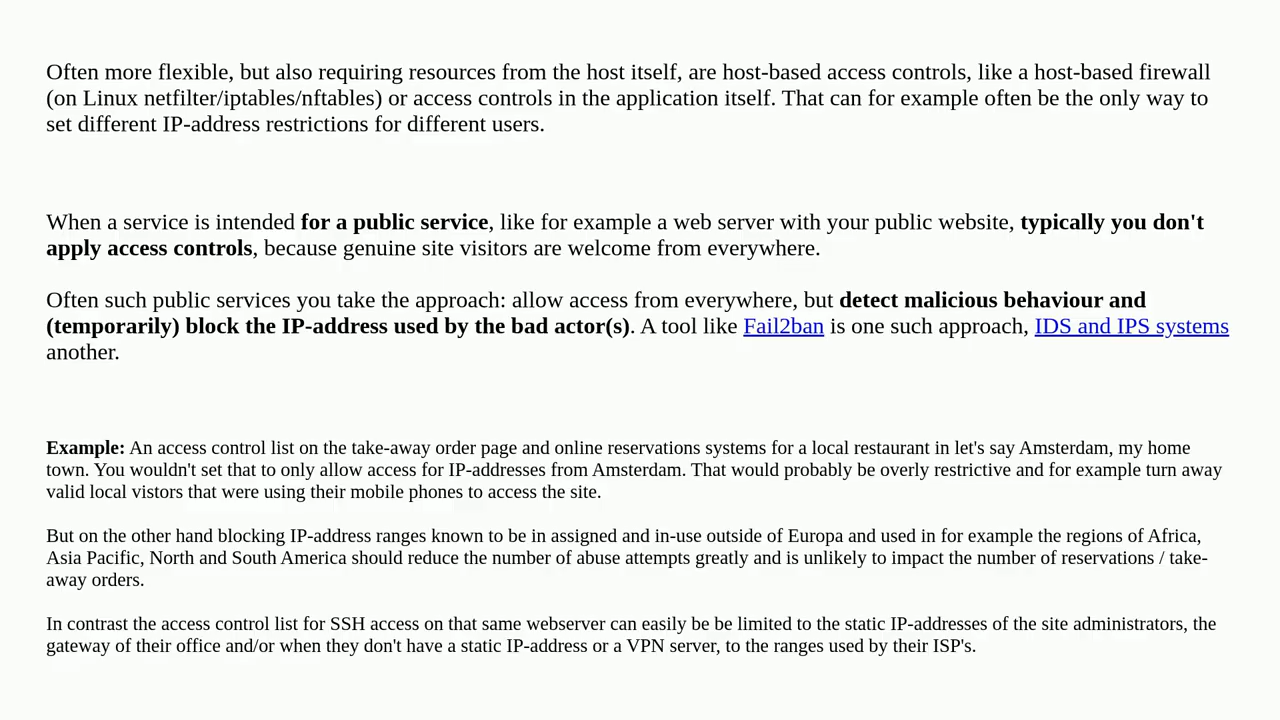 Often more flexible, but also requiring resources from the host itself, are host-based access controls, like a host-based firewall
(on Linux netfilter/iptables/nftables) or access controls in the application itself. That can for example often be the only way to
set different IP-address restrictions for different users.
When a service is intended for a public service, like for example a web server with your public website, typically you don't
apply access controls, because genuine site visitors are welcome from everywhere.
Often such public services you take the approach: allow access from everywhere, but detect malicious behaviour and
(temporarily) block the IP-address used by the bad actor(s). A tool like Fail2ban is one such approach, IDS and IPS systems
another.
Example: An access control list on the take-away order page and online reservations systems for a local restaurant in let's say Amsterdam, my home
town. You wouldn't set that to only allow access for IP-addresses from Amsterdam. That would probably be overly restrictive and for example turn away
valid local vistors that were using their mobile phones to access the site.
But on the other hand blocking IP-address ranges known to be in assigned and in-use outside of Europa and used in for example the regions of Africa,
Asia Pacific, North and South America should reduce the number of abuse attempts greatly and is unlikely to impact the number of reservations / take-
away orders.
In contrast the access control list for SSH access on that same webserver can easily be be limited to the static IP-addresses of the site administrators, the
gateway of their office and/or when they don't have a static IP-address or a VPN server, to the ranges used by their ISP's.